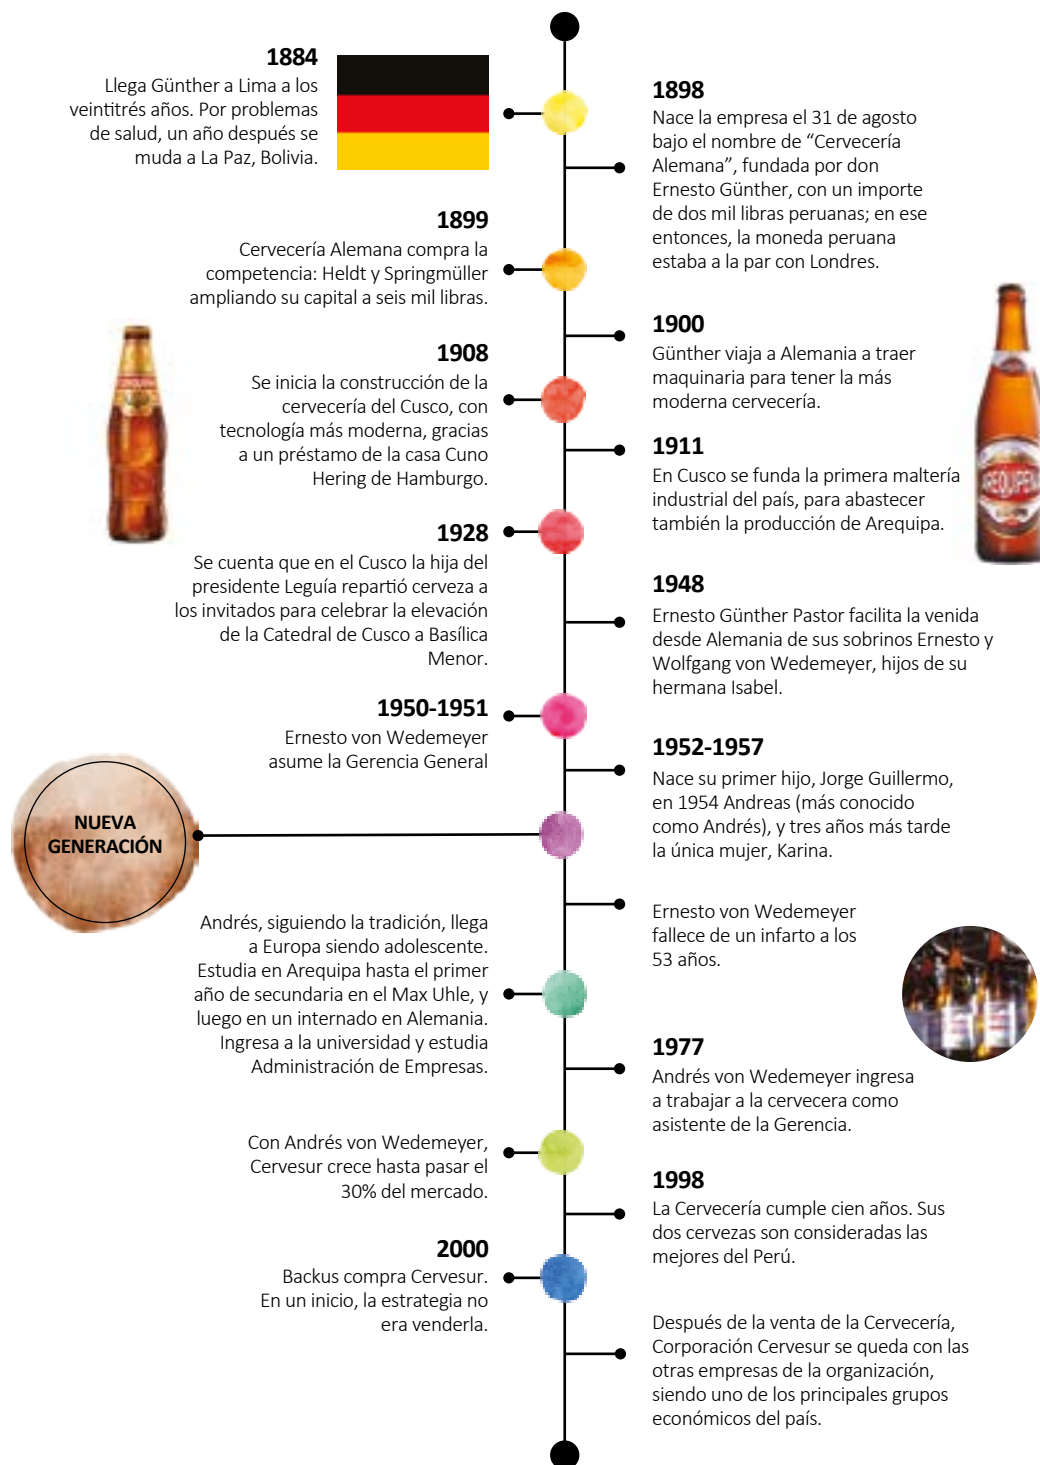 1884
Llega Günther a Lima a los
veintitrés años. Por problemas
de salud, un año después se
muda a La Paz, Bolivia.
1898
Nace la empresa el 31 de agosto
bajo el nombre de “Cervecería
Alemana”, fundada por don
Ernesto Günther, con un importe
de dos mil libras peruanas; en ese
entonces, la moneda peruana
estaba a la par con Londres.
1899
Cervecería Alemana compra la
competencia: Heldt y Springmüller
ampliando su capital a seis mil libras.
1900
Günther viaja a Alemania a traer
maquinaria para tener la más
moderna cervecería.
1908
Se inicia la construcción de la
cervecería del Cusco, con
tecnología más moderna, gracias
a un préstamo de la casa Cuno
Hering de Hamburgo.
1911
En Cusco se funda la primera maltería
industrial del país, para abastecer
también la producción de Arequipa.
1928
Se cuenta que en el Cusco la hija del
presidente Leguía repartió cerveza a
los invitados para celebrar la elevación
de la Catedral de Cusco a Basílica
Menor.
1948
Ernesto Günther Pastor facilita la venida
desde Alemania de sus sobrinos Ernesto y
Wolfgang von Wedemeyer, hijos de su
hermana Isabel.
1950-1951
Ernesto von Wedemeyer
asume la Gerencia General
1952-1957
Nace su primer hijo, Jorge Guillermo,
en 1954 Andreas (más conocido
como Andrés), y tres años más tarde
la única mujer, Karina.
NUEVA
GENERACIÓN
Ernesto von Wedemeyer
fallece de un infarto a los
53 años.
Andrés, siguiendo la tradición, llega
a Europa siendo adolescente.
Estudia en Arequipa hasta el primer
año de secundaria en el Max Uhle, y
luego en un internado en Alemania.
Ingresa a la universidad y estudia
Administración de Empresas.
1977
Andrés von Wedemeyer ingresa
a trabajar a la cervecera como
asistente de la Gerencia.
Con Andrés von Wedemeyer,
Cervesur crece hasta pasar el
30% del mercado.
1998
La Cervecería cumple cien años. Sus
dos cervezas son consideradas las
mejores del Perú.
2000
Backus compra Cervesur.
En un inicio, la estrategia no
era venderla.
Después de la venta de la Cervecería,
Corporación Cervesur se queda con las
otras empresas de la organización,
siendo uno de los principales grupos
económicos del país.